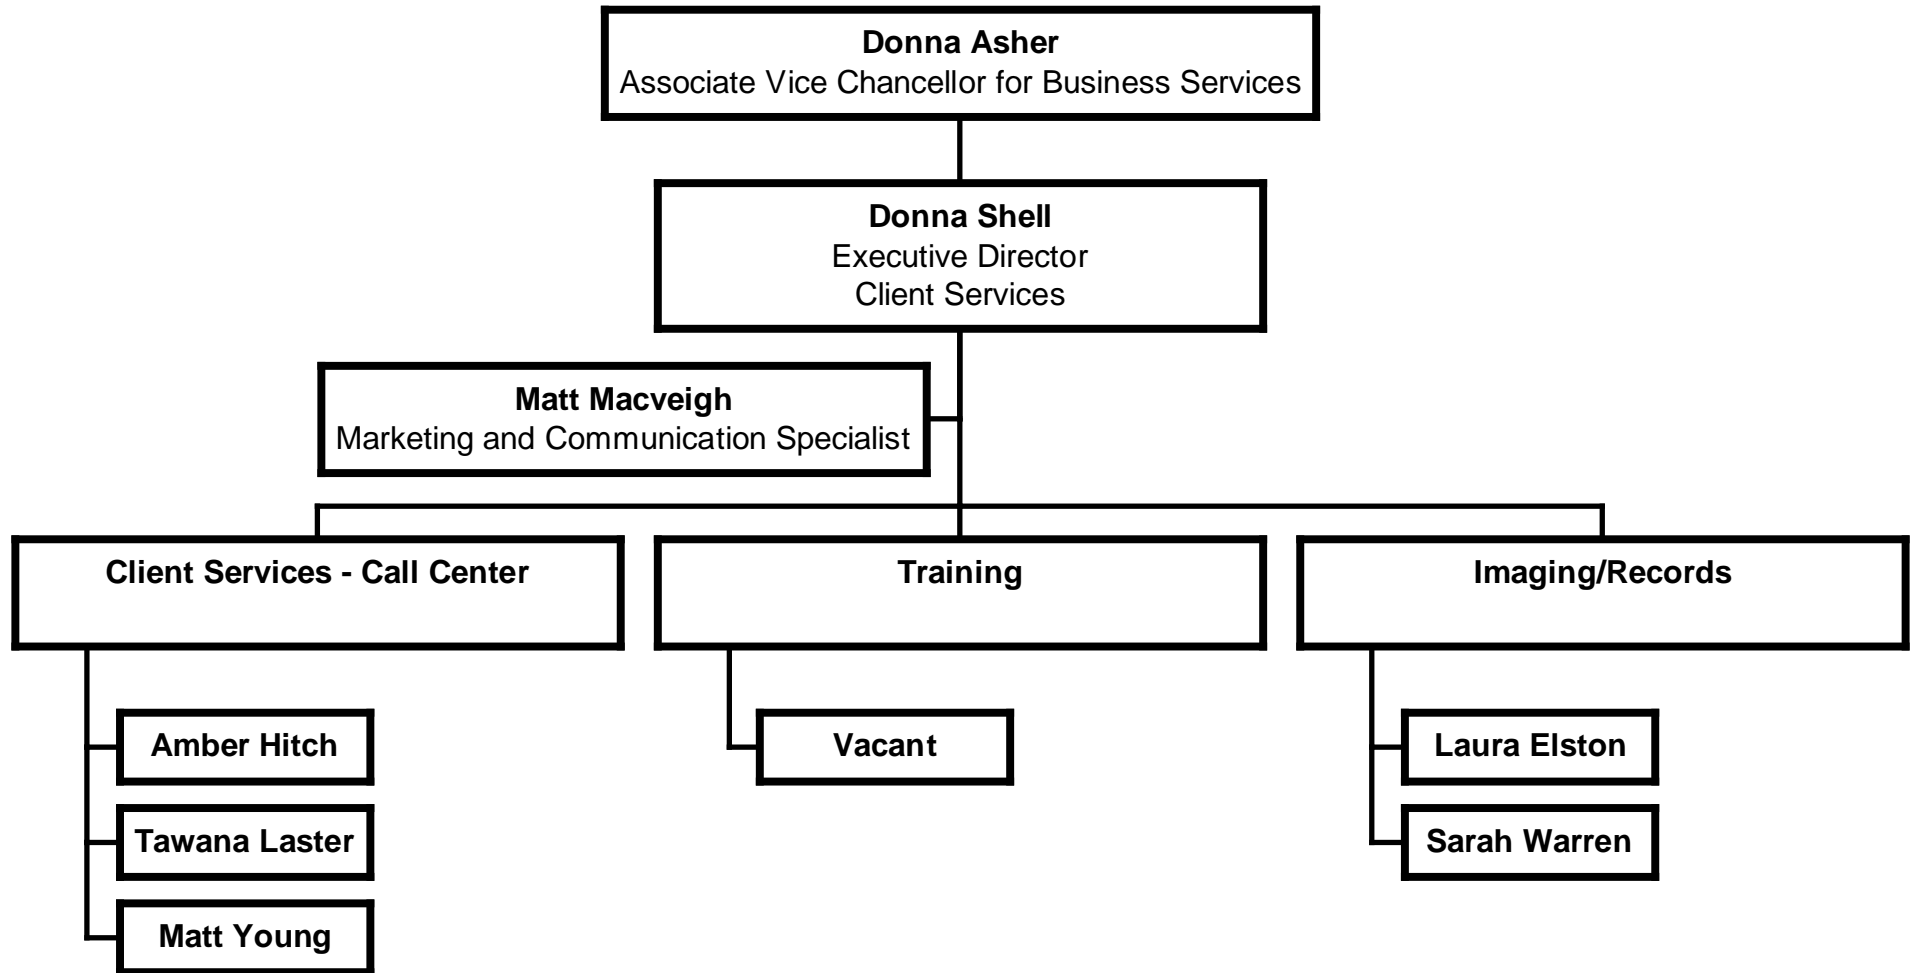 Donna Asher
Associate Vice Chancellor for Business Services
Donna Shell
Executive Director
Client Services
Matt Macveigh
Marketing and Communication Specialist
Client Services - Call Center
Training
Imaging/Records
Amber Hitch
Vacant
Laura Elston
Tawana Laster
Sarah Warren
Matt Young